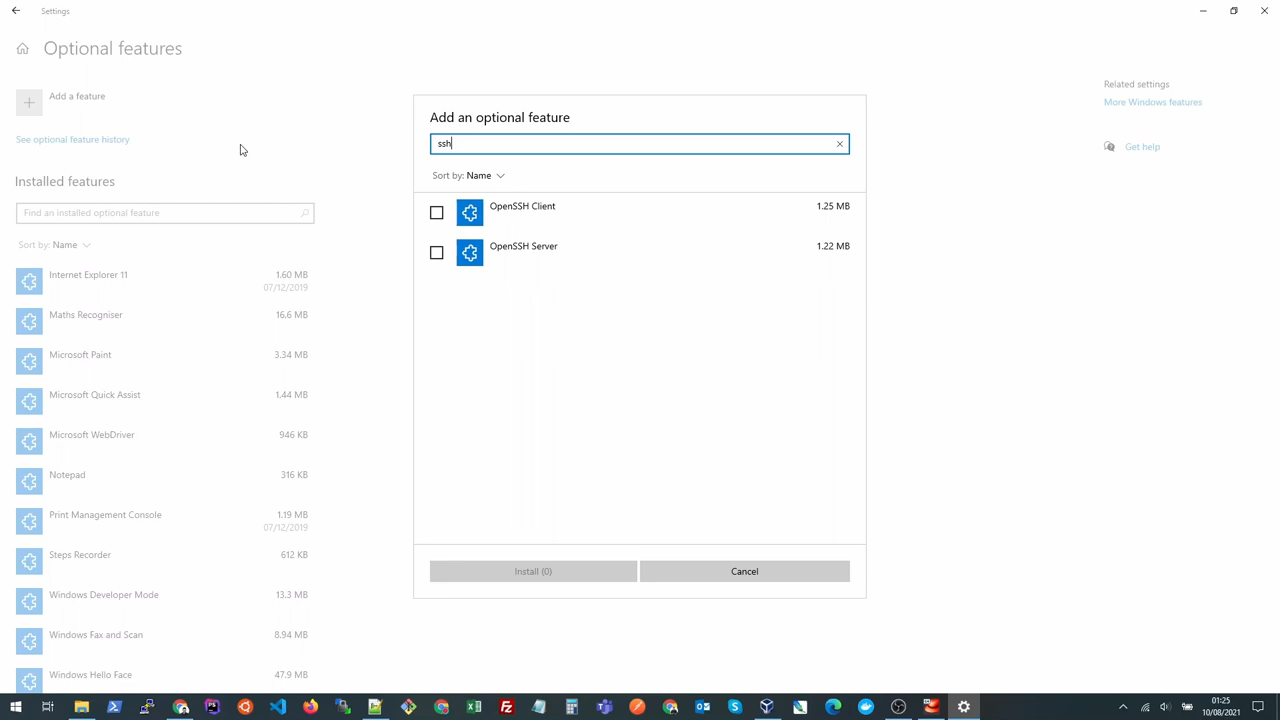 Settings
Optional features
Add a feature
See optional feature history
Installed features
Find an installed optional feature
Sort by: Name
Internet Explorer 11 1.60 MB
07/12/2019
Maths Recogniser 16.6 MB
Microsoft Paint 3.34 MB
Microsoft Quick Assist 1.44 MB
Microsoft WebDriver 946 KB
Notepad 316 KB
Print Management Console 1.19 MB
07/12/2019
Steps Recorder 612 KB
Windows Developer Mode 13.3 MB
Windows Fax and Scan 8.94 MB
Windows Hello Face 47.9 MB
Add an optional feature
ssh
Sort by: Name
OpenSSH Client 1.25 MB
OpenSSH Server 1.22 MB
Install (0) Cancel
Related settings
More Windows features
Get help
01:25
10/08/2021